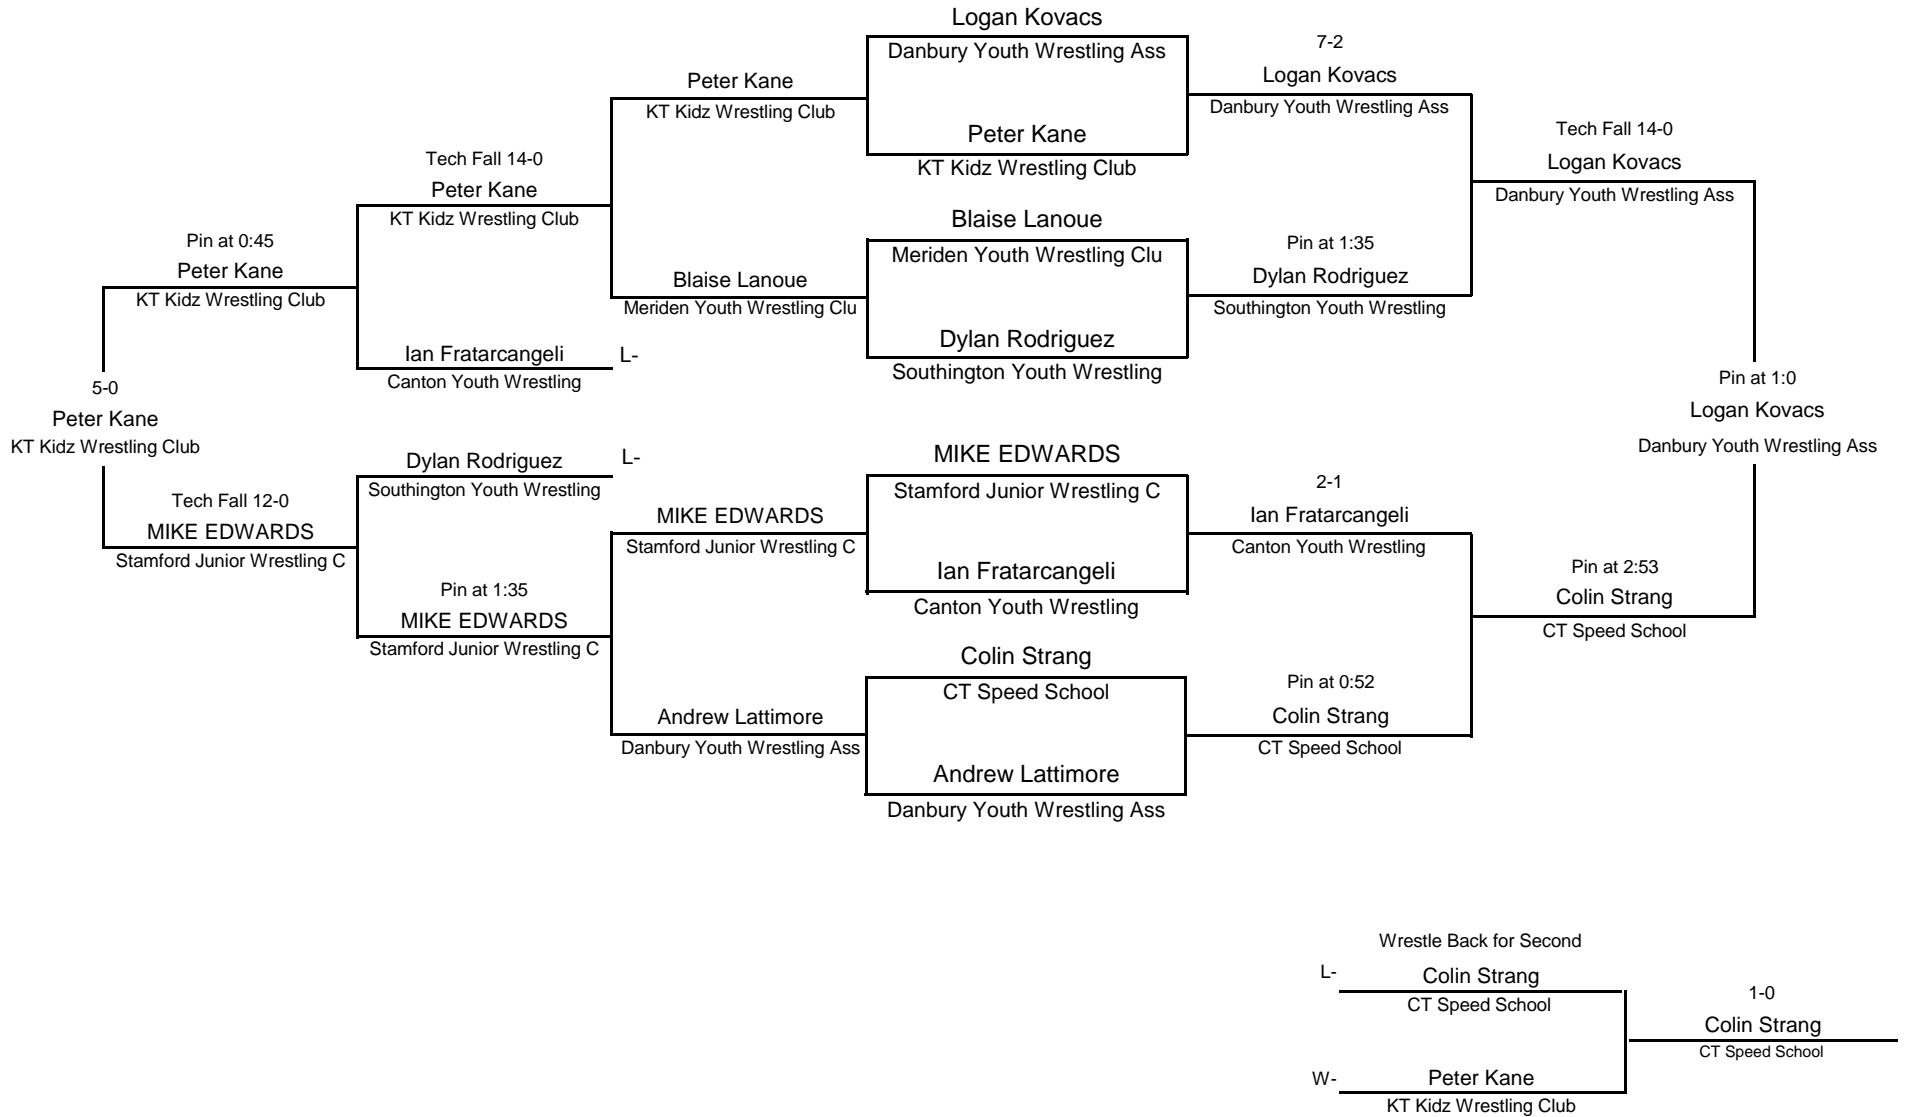 Logan Kovacs
Danbury Youth Wrestling Ass
7-2
Peter Kane
Logan Kovacs
KT Kidz Wrestling Club
Danbury Youth Wrestling Ass
Peter Kane
Tech Fall 14-0
Tech Fall 14-0
KT Kidz Wrestling Club
Logan Kovacs
Peter Kane
Danbury Youth Wrestling Ass
KT Kidz Wrestling Club
Blaise Lanoue
Pin at 0:45
Meriden Youth Wrestling Clu
Pin at 1:35
Peter Kane
Blaise Lanoue
Dylan Rodriguez
KT Kidz Wrestling Club
Meriden Youth Wrestling Clu
Southington Youth Wrestling
Ian Fratarcangeli
L-
Dylan Rodriguez
Canton Youth Wrestling
Southington Youth Wrestling
5-0
Pin at 1:0
Peter Kane
Logan Kovacs
KT Kidz Wrestling Club
Danbury Youth Wrestling Ass
Dylan Rodriguez
L-
MIKE EDWARDS
Southington Youth Wrestling
Stamford Junior Wrestling C
2-1
Tech Fall 12-0
MIKE EDWARDS
Ian Fratarcangeli
MIKE EDWARDS
Stamford Junior Wrestling C
Canton Youth Wrestling
Stamford Junior Wrestling C
Ian Fratarcangeli
Pin at 2:53
Pin at 1:35
Canton Youth Wrestling
Colin Strang
MIKE EDWARDS
CT Speed School
Stamford Junior Wrestling C
Colin Strang
CT Speed School
Pin at 0:52
Andrew Lattimore
Colin Strang
Danbury Youth Wrestling Ass
CT Speed School
Andrew Lattimore
Danbury Youth Wrestling Ass
Wrestle Back for Second
L-
Colin Strang
CT Speed School
1-0
Colin Strang
CT Speed School
W-
Peter Kane
KT Kidz Wrestling Club